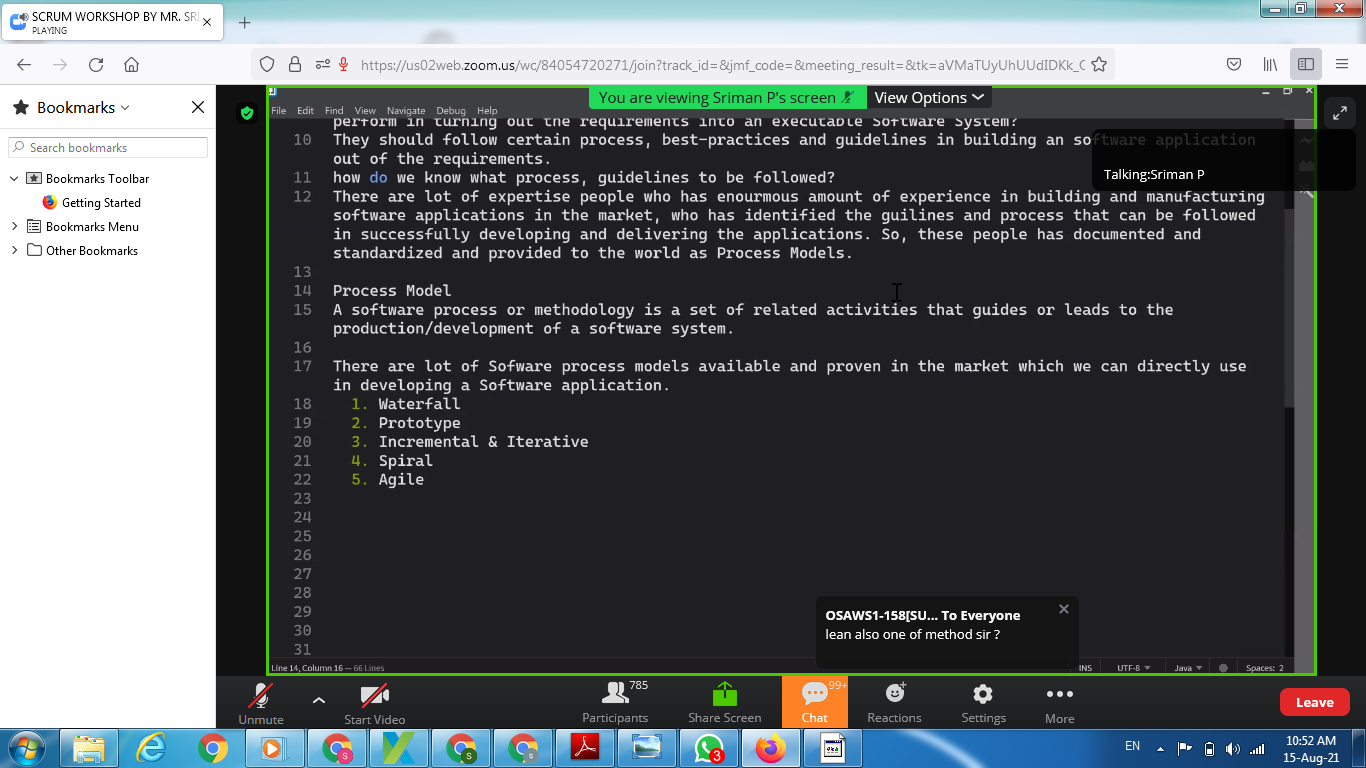 SCRUM WORKSHOP BY MR. SRI
PLAYING
https://us02web.zoom.us/wc/84054720271/join?track_id=&jmf_code=&meeting_result=&tk=aVMaTUyUhUUdIDKk_C
Bookmarks
Search bookmarks
Bookmarks Toolbar
Getting Started
Bookmarks Menu
Other Bookmarks
You are viewing Sriman P's screen
View Options
File Edit Find View Navigate Debug Help
Talking:Sriman P
perform in turning out the requirements into an executable Software System?
10 They should follow certain process, best-practices and guidelines in building an software application
out of the requirements.
11 how do we know what process, guidelines to be followed?
12 There are lot of expertise people who has enourmous amount of experience in building and manufacturing
software applications in the market, who has identified the guilines and process that can be followed
in successfully developing and delivering the applications. So, these people has documented and
standardized and provided to the world as Process Models.
13
14 Process Model
15 A software process or methodology is a set of related activities that guides or leads to the
production/development of a software system.
16
17 There are lot of Sofware process models available and proven in the market which we can directly use
in developing a Software application.
18 1. Waterfall
19 2. Prototype
20 3. Incremental & Iterative
21 4. Spiral
22 5. Agile
23
24
25
26
27
28
29
30
31
OSAWS1-158[SU... To Everyone
lean also one of method sir ?
Line 14, Column 16 — 66 Lines
INS UTF-8 Java Spaces: 2
Unmute
Start Video
Participants
785
Share Screen
Chat
99+
Reactions
Settings
More
Leave
S
S
S
3
EN
10:52 AM
15-Aug-21